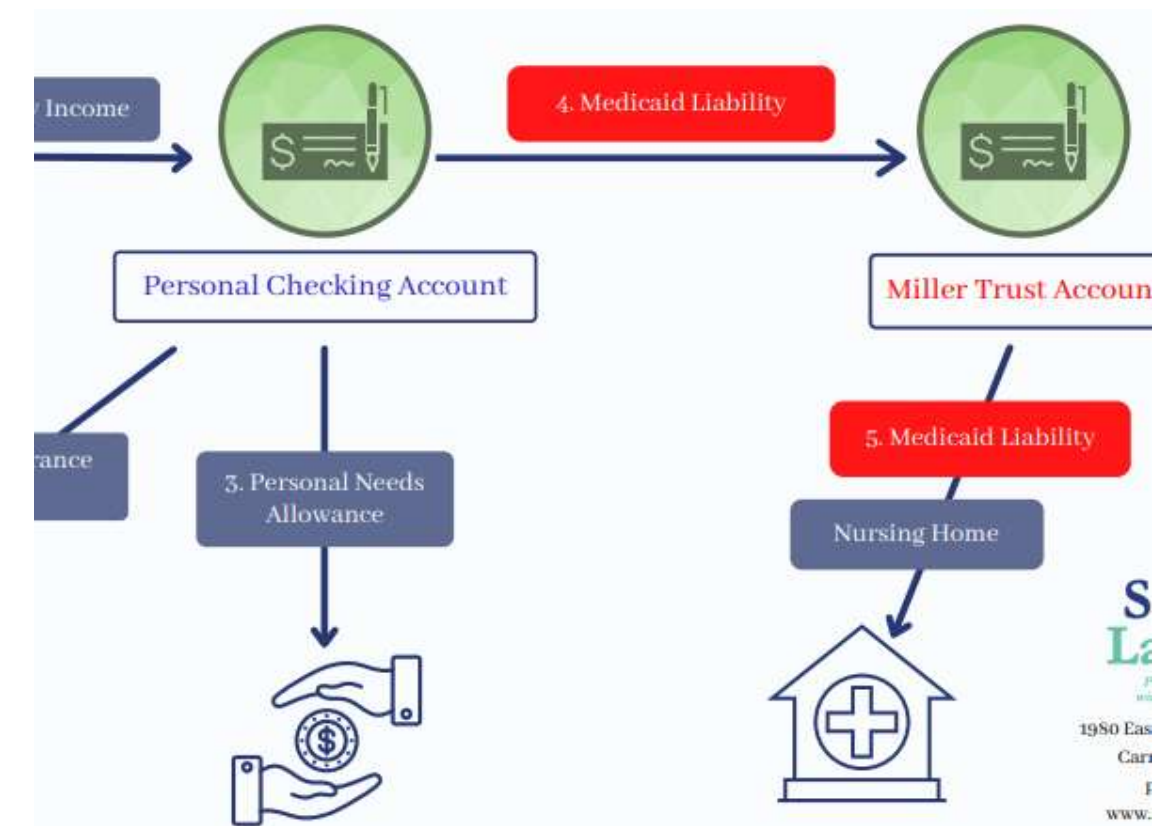 Income
4. Medicaid Liability
Personal Checking Account
Miller Trust Accoun
5. Medicaid Liability
3. Personal Needs
Allowance
Nursing Home
S
La
1980 Eas
Carr
www.